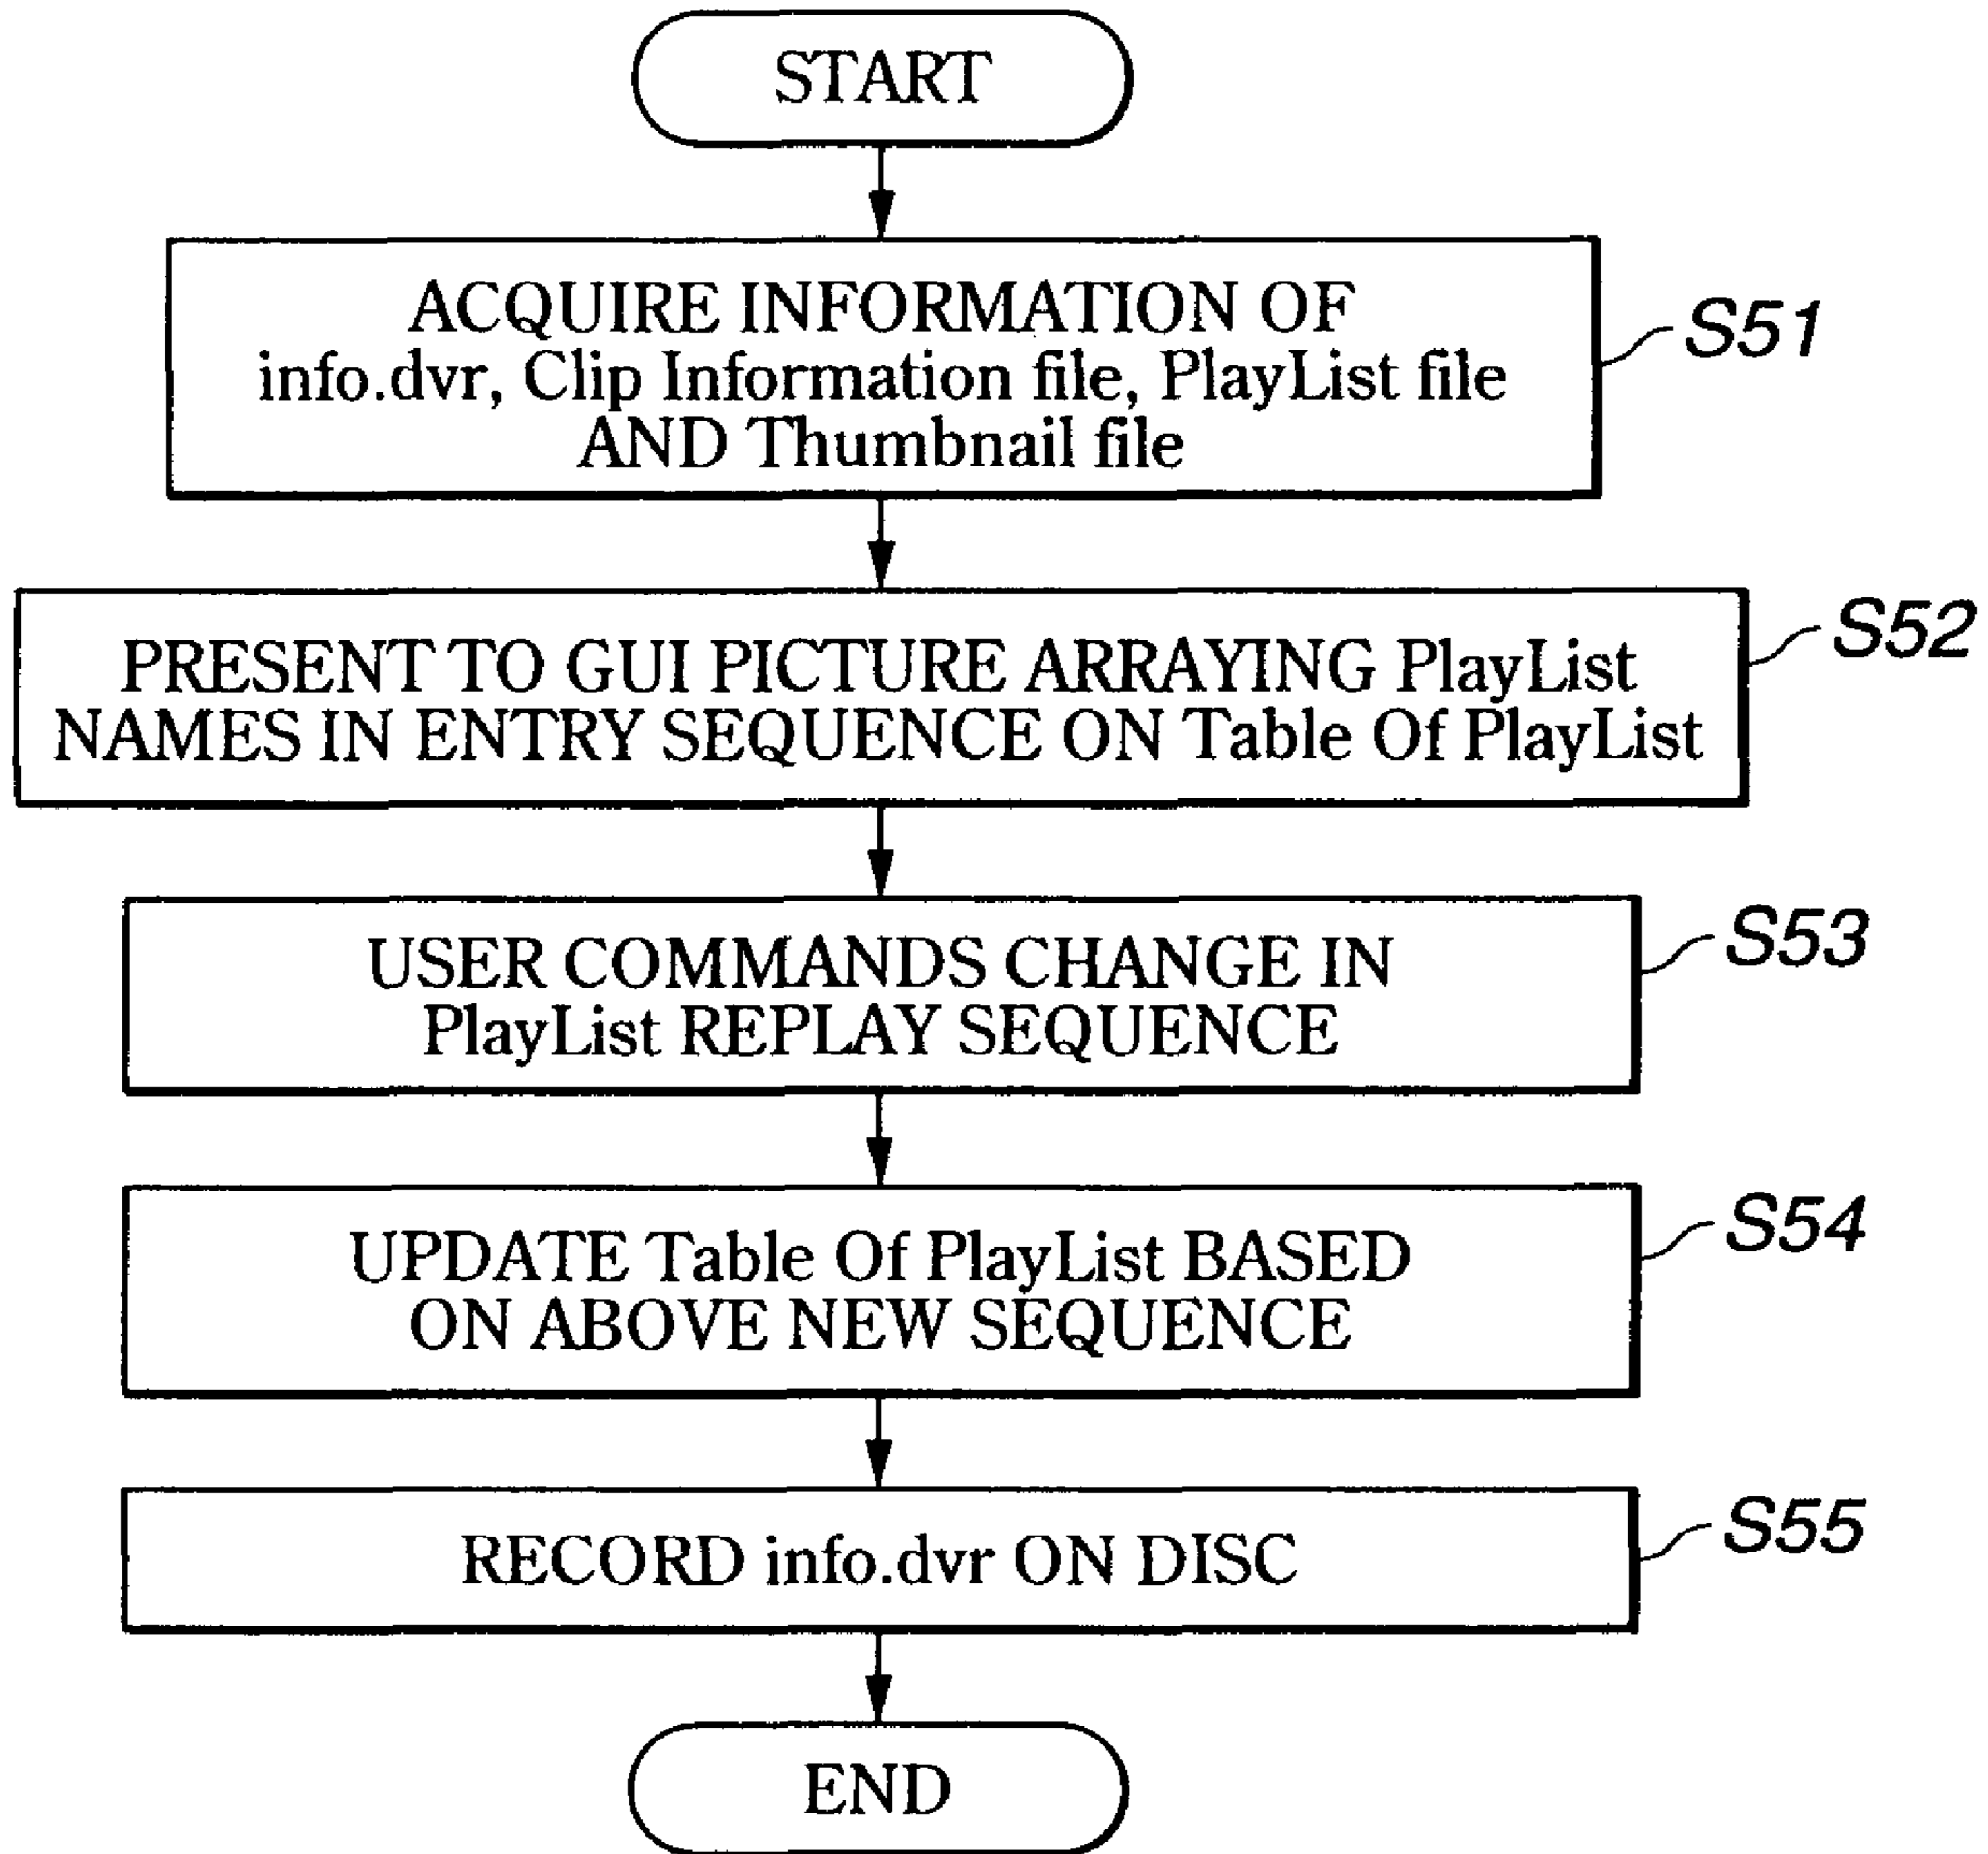 START
ACQUIRE INFORMATION OF
info.dvr, Clip Information file, PlayList file
AND Thumbnail file
S51
PRESENT TO GUI PICTURE ARRAYING PlayList
NAMES IN ENTRY SEQUENCE ON Table Of PlayList
S52
USER COMMANDS CHANGE IN
PlayList REPLAY SEQUENCE
S53
UPDATE Table Of PlayList BASED
ON ABOVE NEW SEQUENCE
S54
RECORD info.dvr ON DISC
S55
END